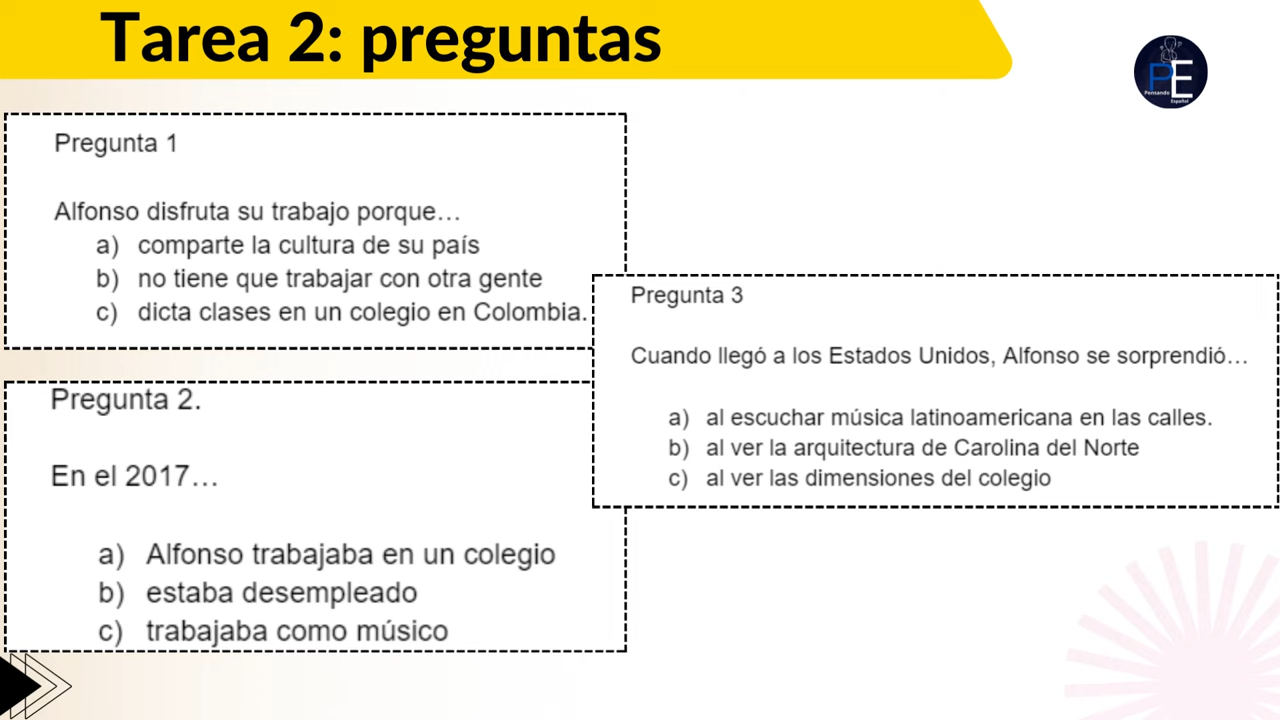 Tarea 2: preguntas
PE
Pensando
Español
Pregunta 1
Alfonso disfruta su trabajo porque…
a) comparte la cultura de su país
b) no tiene que trabajar con otra gente
c) dicta clases en un colegio en Colombia.
Pregunta 2.
En el 2017…
a) Alfonso trabajaba en un colegio
b) estaba desempleado
c) trabajaba como músico
Pregunta 3
Cuando llegó a los Estados Unidos, Alfonso se sorprendió…
a) al escuchar música latinoamericana en las calles.
b) al ver la arquitectura de Carolina del Norte
c) al ver las dimensiones del colegio